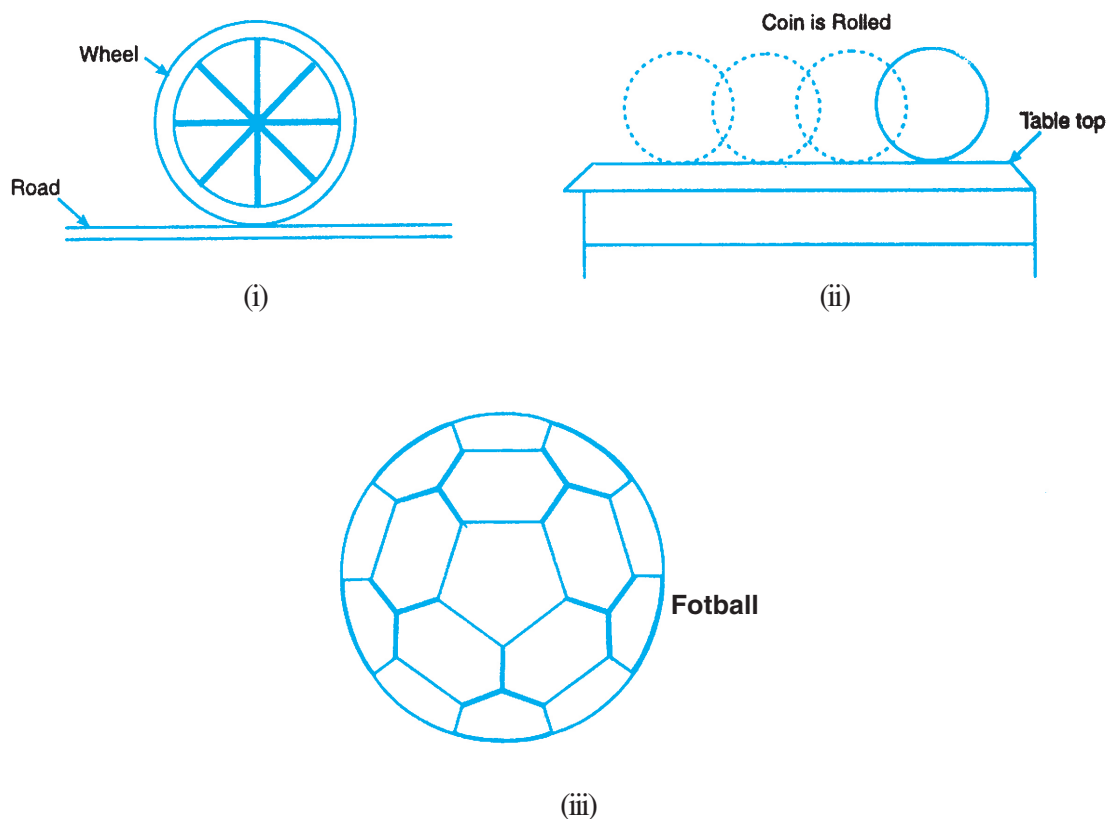 Coin is Rolled
Wheel
Table top
Road
(i)
(ii)
Fotball
(iii)